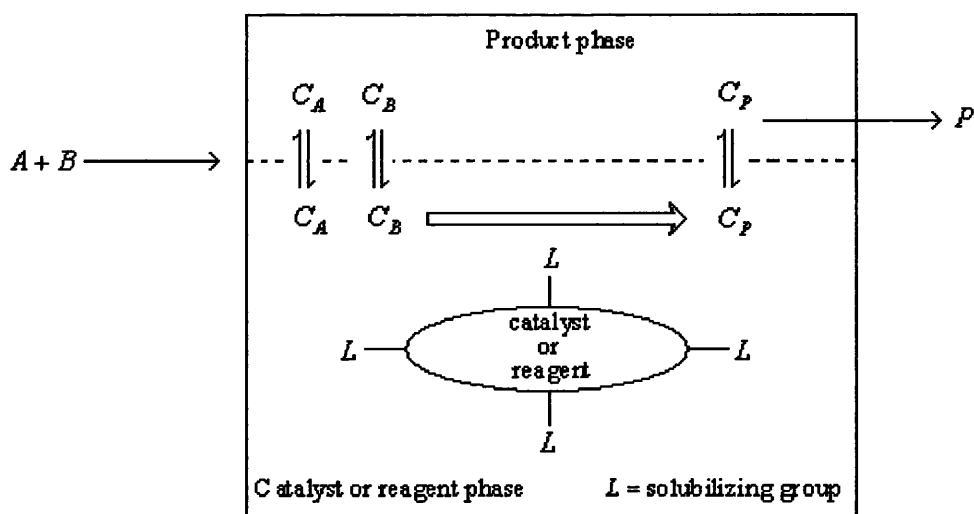 Product phase
C_A C_B C_P
P
A + B
C_A C_B C_P
L
catalyst
L or L
reagent
L
Catalyst or reagent phase L = solubilizing group